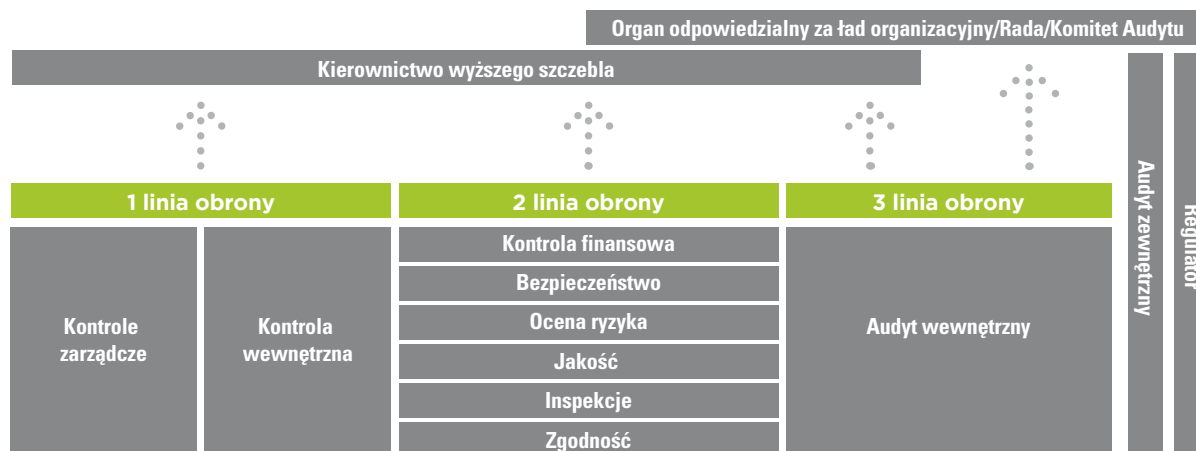 Organ odpowiedzialny za ład organizacyjny/Rada/Komitet Audytu
Kierownictwo wyższego szczebla
1 linia obrony
2 linia obrony
3 linia obrony
Kontrole
zarządcze
Kontrola
wewnętrzna
Kontrola finansowa
Bezpieczeństwo
Ocena ryzyka
Jakość
Inspekcje
Zgodność
Audyt wewnętrzny
Audyt zewnętrzny
Regulator